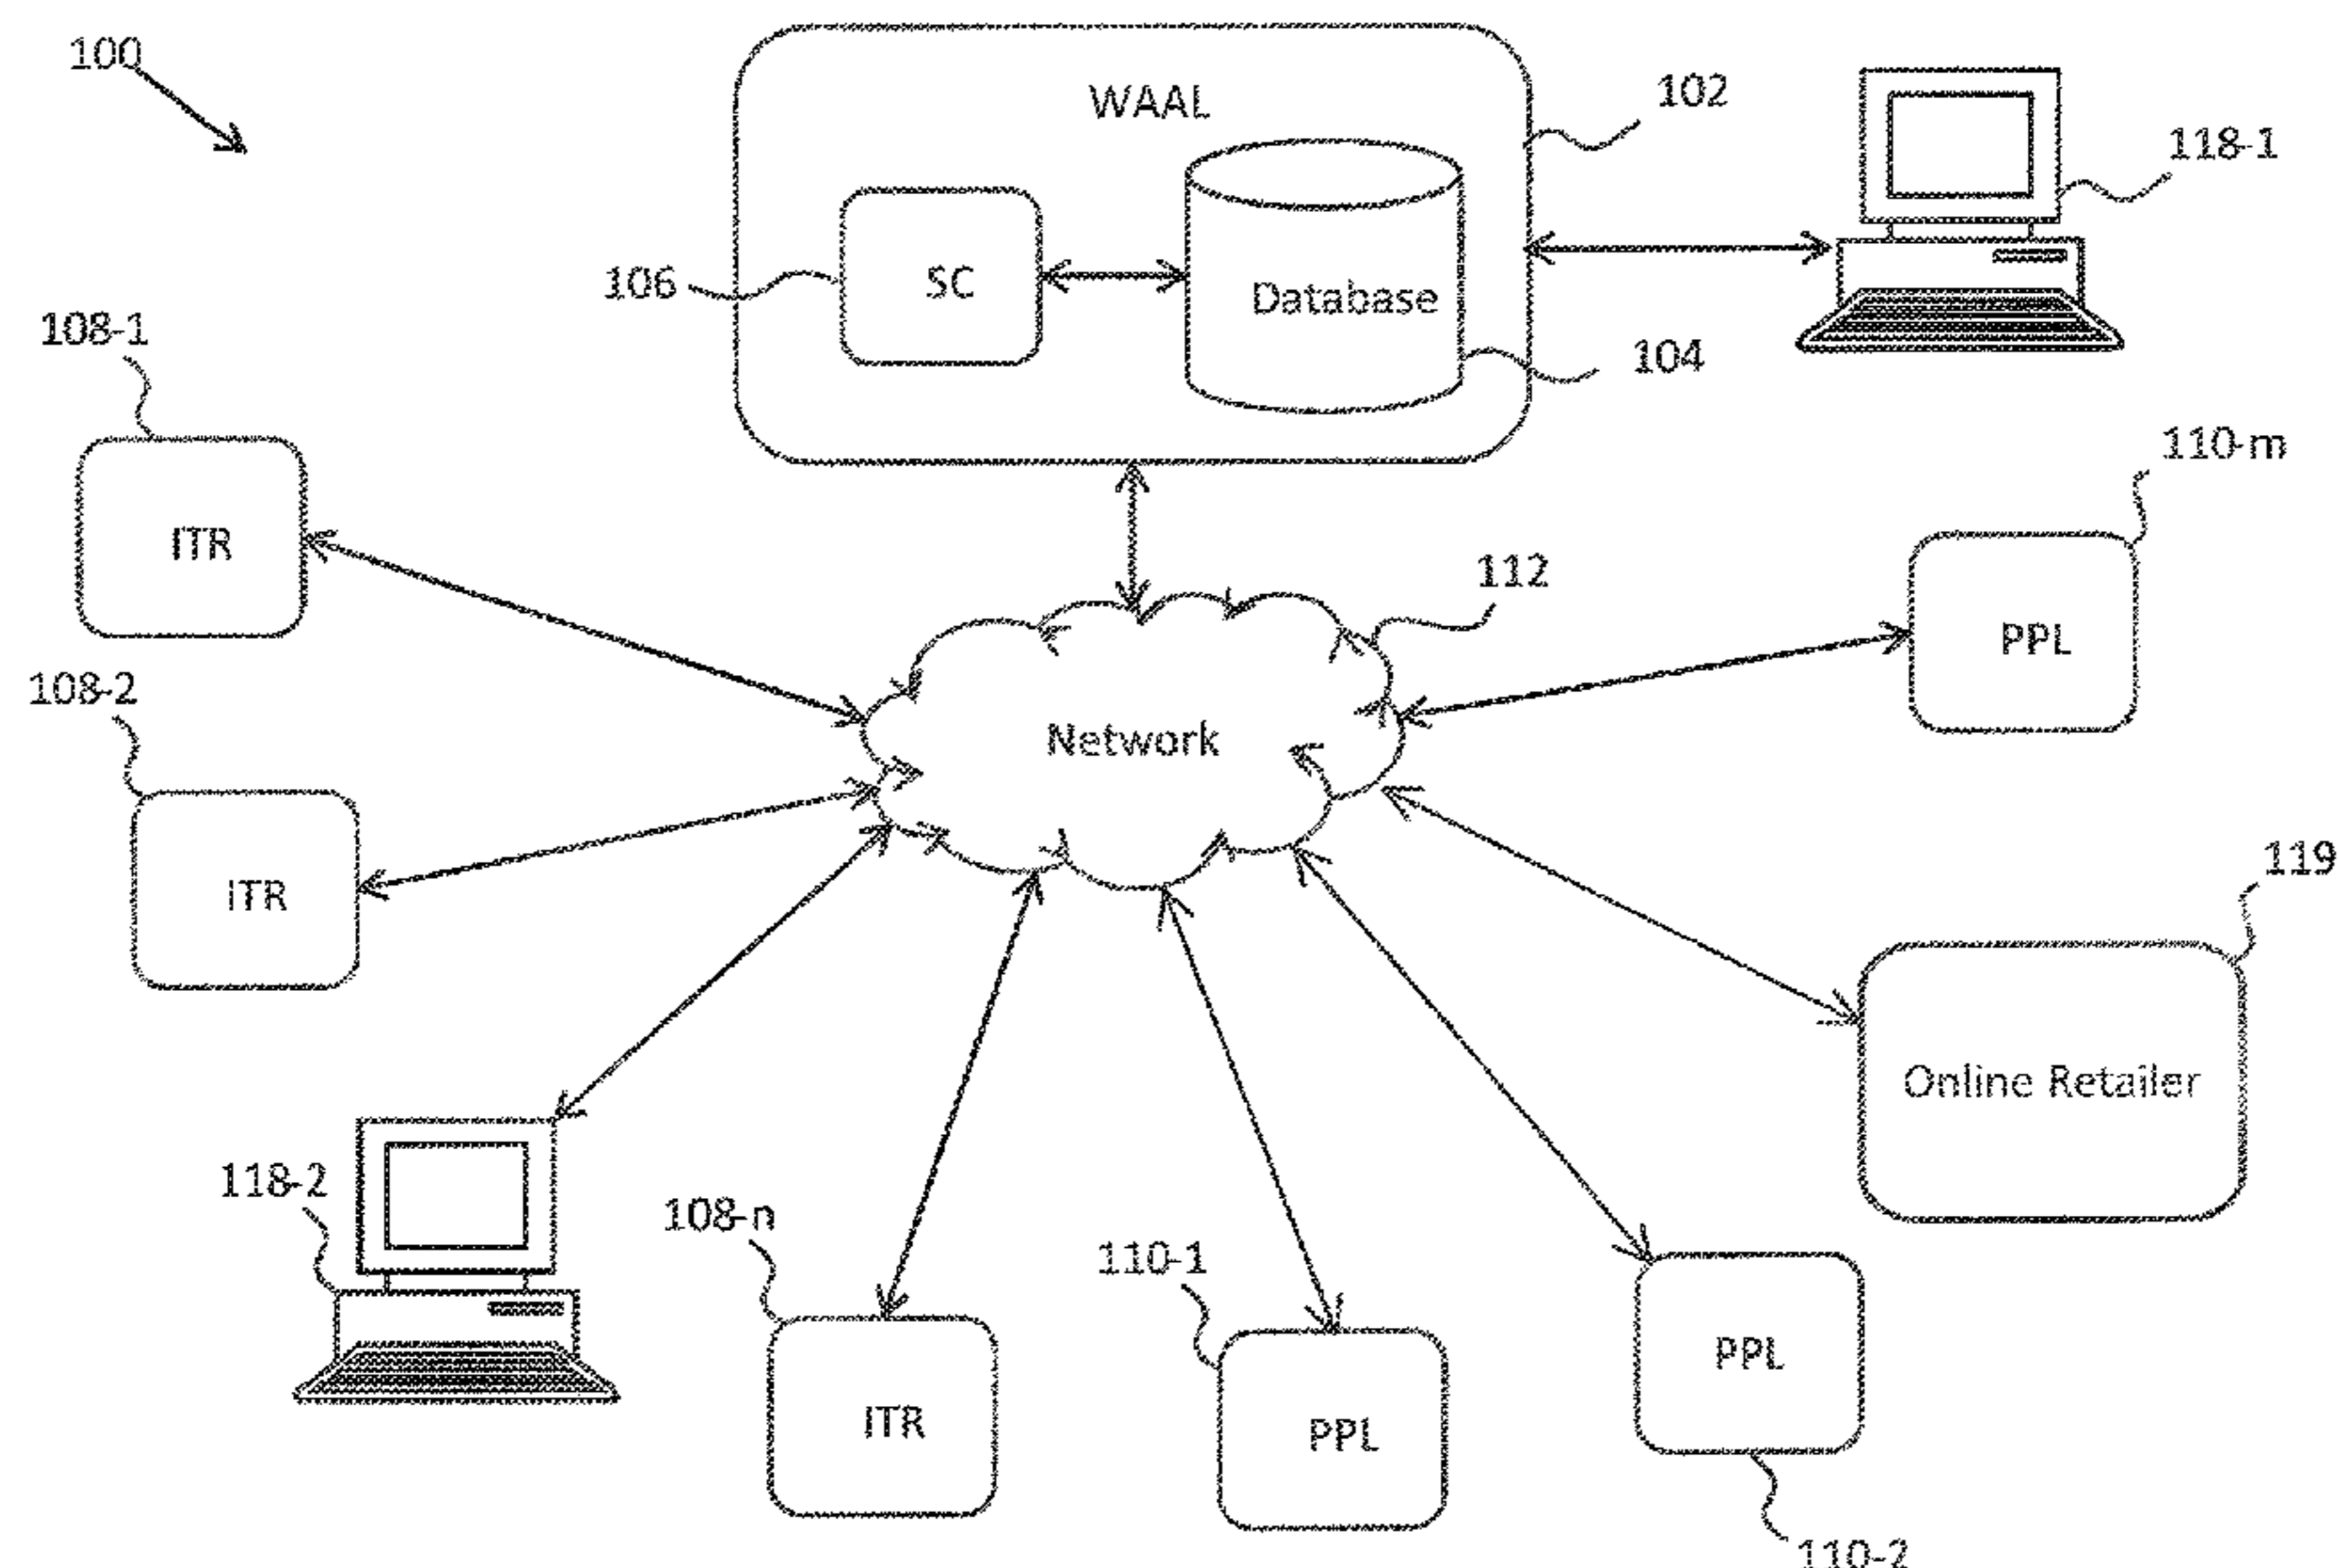 100
WAAL
102
118-1
SC
106
Database
104
108-1
110-m
ITR
112
PPL
108-2
Network
ITR
119
Online Retailer
118-2
108-n
110-1
PPL
ITR
PPL
110-2